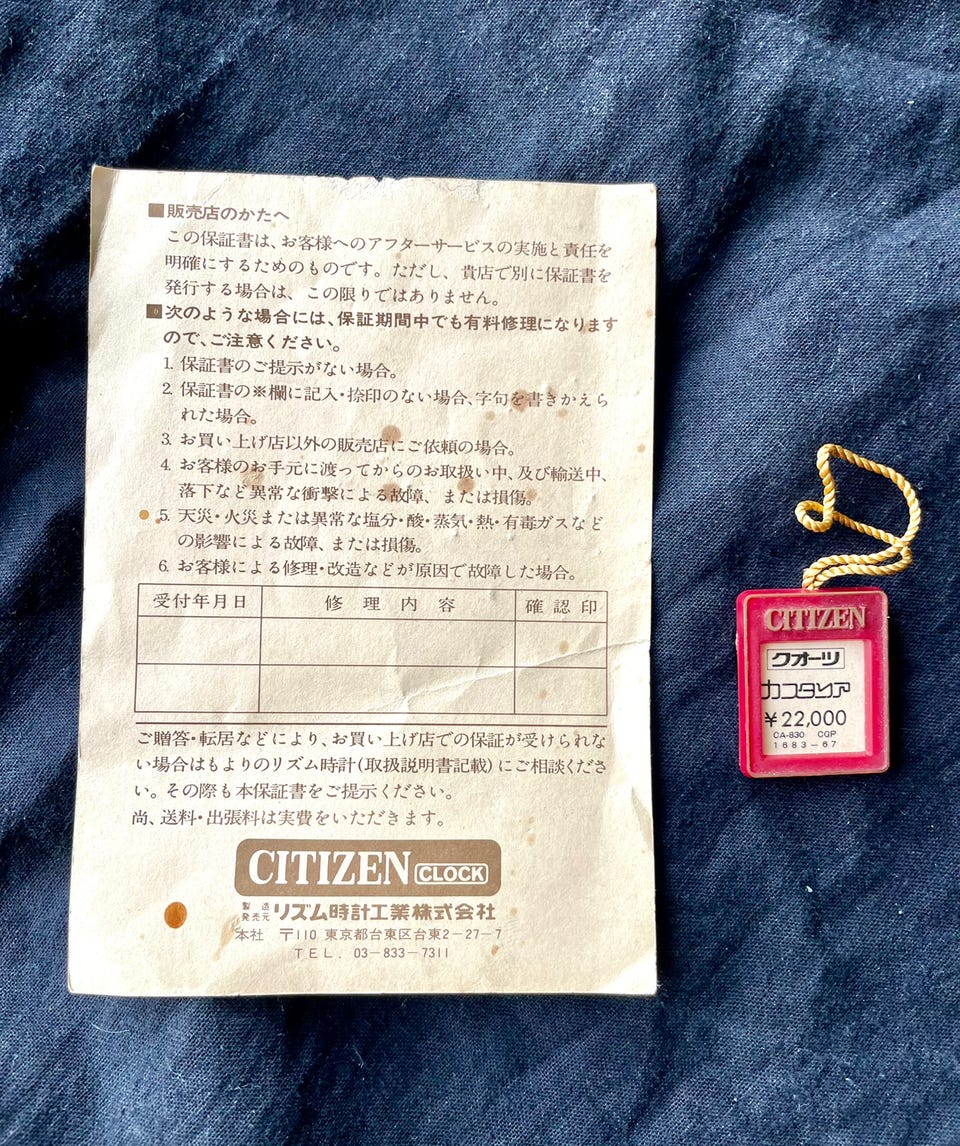 ■販売店のかたへ
この保証書は、お客様へのアフターサービスの実施と責任を
明確にするためのものです。ただし、貴店で別に保証書を
発行する場合は、この限りではありません。
■次のような場合には、保証期間中でも有料修理になります
ので、ご注意ください。
1. 保証書のご提示がない場合。
2. 保証書の※欄に記入・捺印のない場合、字句を書きかえら
れた場合。
3. お買い上げ店以外の販売店にご依頼の場合。
4. お客様のお手元に渡ってからのお取扱い中、及び輸送中、
落下など異常な衝撃による故障、または損傷。
5. 天災・火災または異常な塩分・酸・蒸気・熱・有毒ガスなど
の影響による故障、または損傷。
6. お客様による修理・改造などが原因で故障した場合。
受付年月日 修理内容 確認印
ご贈答・転居などにより、お買い上げ店での保証が受けられな
い場合はもよりのリズム時計(取扱説明書記載)にご相談くださ
い。その際も本保証書をご提示ください。
尚、送料・出張料は実費をいただきます。
CITIZEN CLOCK
製造発売元 リズム時計工業株式会社
本社 〒110 東京都台東区台東2-27-7
TEL. 03-833-7311
CITIZEN
クオーツ
カスタリア
¥22,000
CA-830 CGP
1683-67